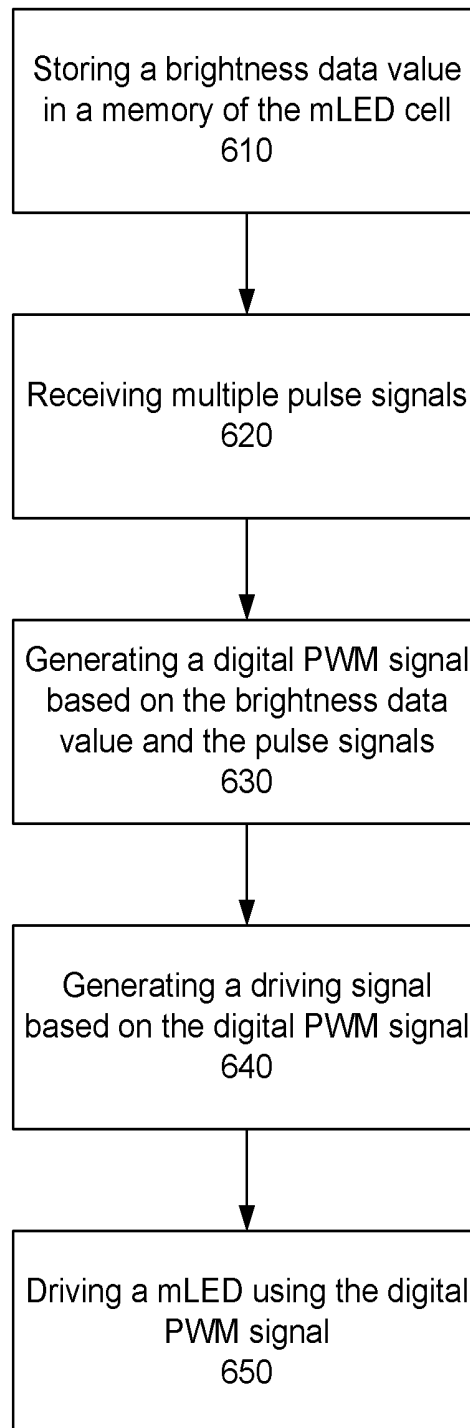 Storing a brightness data value
in a memory of the mLED cell
610
Receiving multiple pulse signals
620
Generating a digital PWM signal
based on the brightness data
value and the pulse signals
630
Generating a driving signal
based on the digital PWM signal
640
Driving a mLED using the digital
PWM signal
650